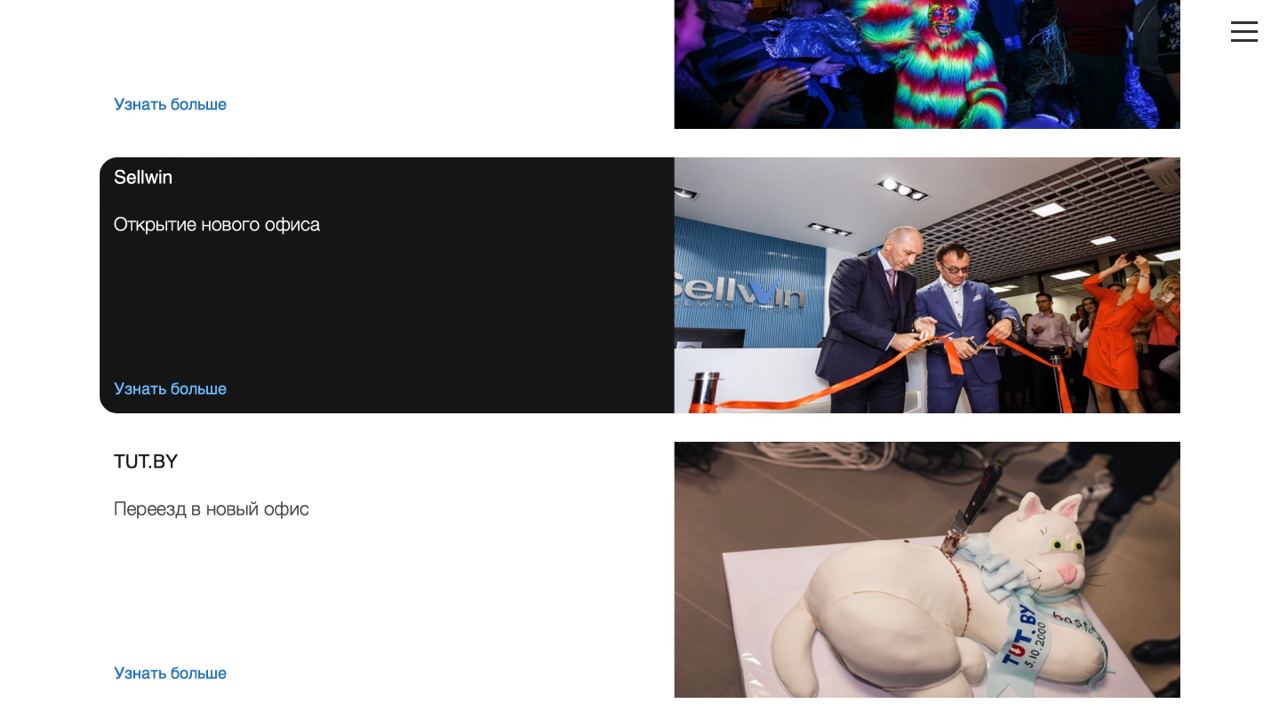 Узнать больше
Sellwin
Открытие нового офиса
Узнать больше
Sellwin
TUT.BY
Переезд в новый офис
TUT.BY
5.10.2000
Узнать больше